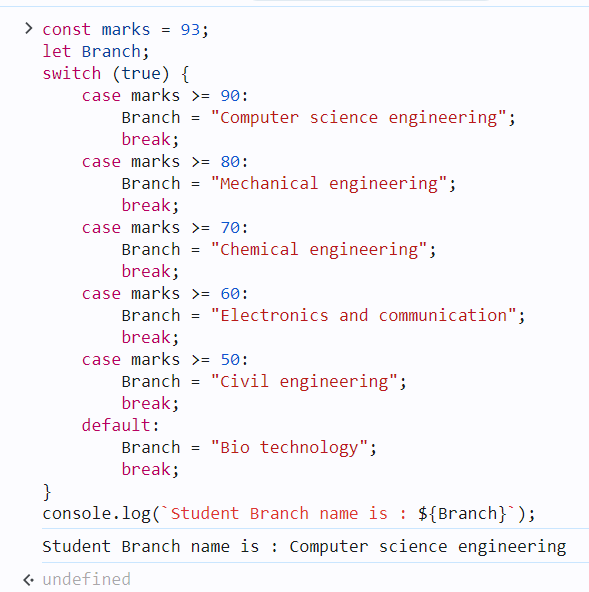 const marks = 93;
let Branch;
switch (true) {
    case marks >= 90:
        Branch = "Computer science engineering";
        break;
    case marks >= 80:
        Branch = "Mechanical engineering";
        break;
    case marks >= 70:
        Branch = "Chemical engineering";
        break;
    case marks >= 60:
        Branch = "Electronics and communication";
        break;
    case marks >= 50:
        Branch = "Civil engineering";
        break;
    default:
        Branch = "Bio technology";
        break;
}
console.log(`Student Branch name is : ${Branch}`);
Student Branch name is : Computer science engineering
undefined